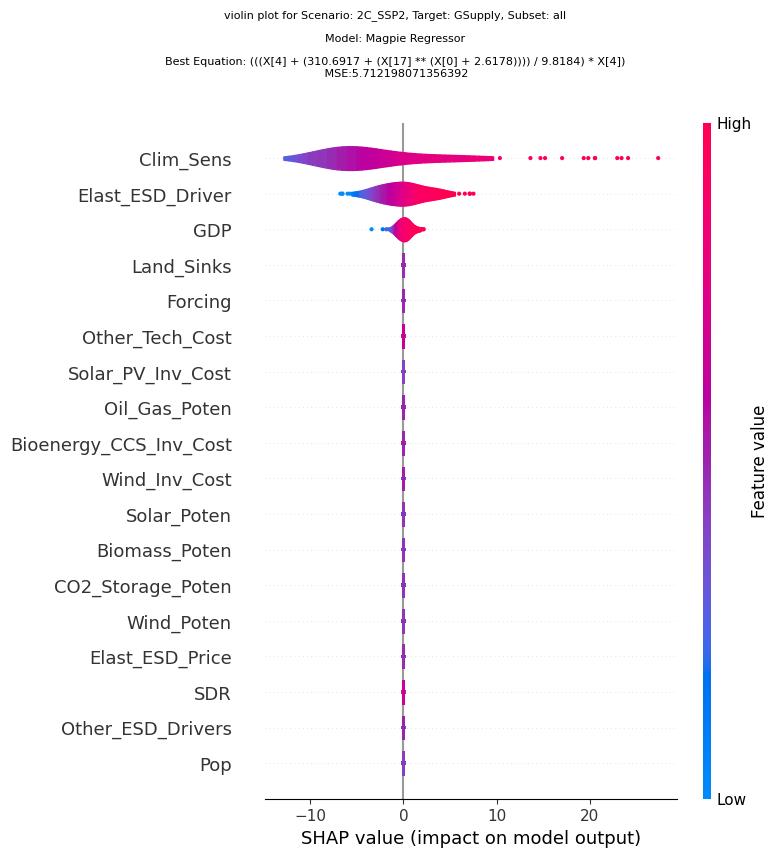 violin plot for Scenario: 2C_SSP2, Target: GSupply, Subset: all
Model: Magpie Regressor
Best Equation: (((X[4] + (310.6917 + (X[17] ** (X[0] + 2.6178)))) / 9.8184) * X[4])
MSE:5.712198071356392
High
Clim_Sens
Elast_ESD_Driver
GDP
Land_Sinks
Forcing
Other_Tech_Cost
Solar_PV_Inv_Cost
Oil_Gas_Poten
Bioenergy_CCS_Inv_Cost
Wind_Inv_Cost
Solar_Poten
Biomass_Poten
CO2_Storage_Poten
Wind_Poten
Elast_ESD_Price
SDR
Other_ESD_Drivers
Pop
Feature value
Low
−10 0 10 20
SHAP value (impact on model output)